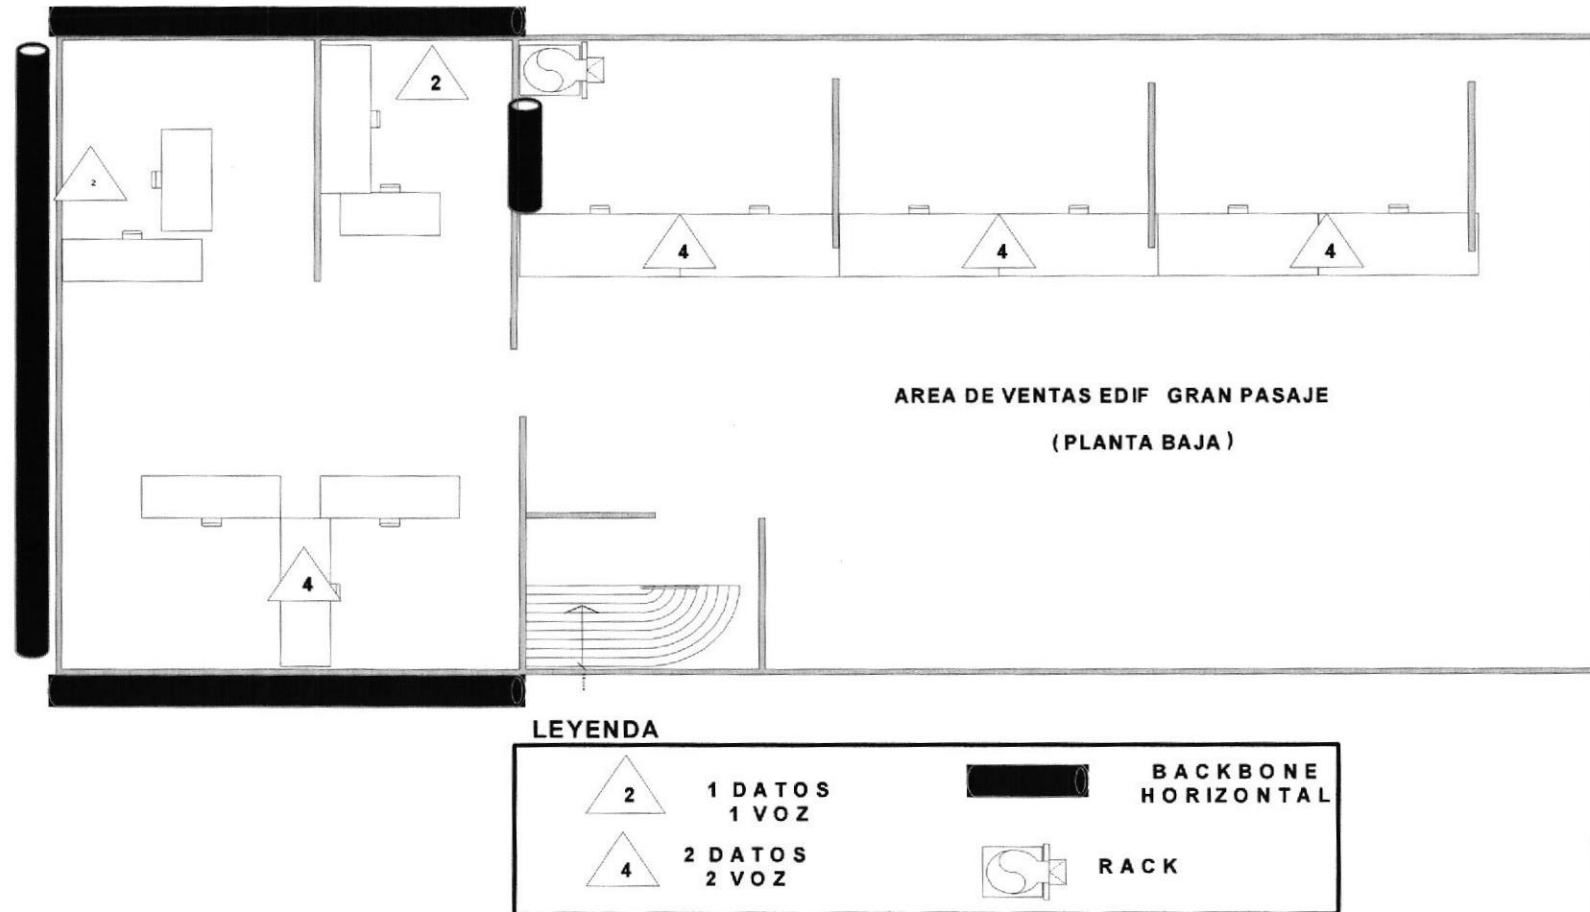 2
2
4
4
4
AREA DE VENTAS EDIF GRAN PASAJE
(PLANTA BAJA)
4
LEYENDA
2
1 DATOS
1 VOZ
BACKBONE
HORIZONTAL
4
2 DATOS
2 VOZ
RACK